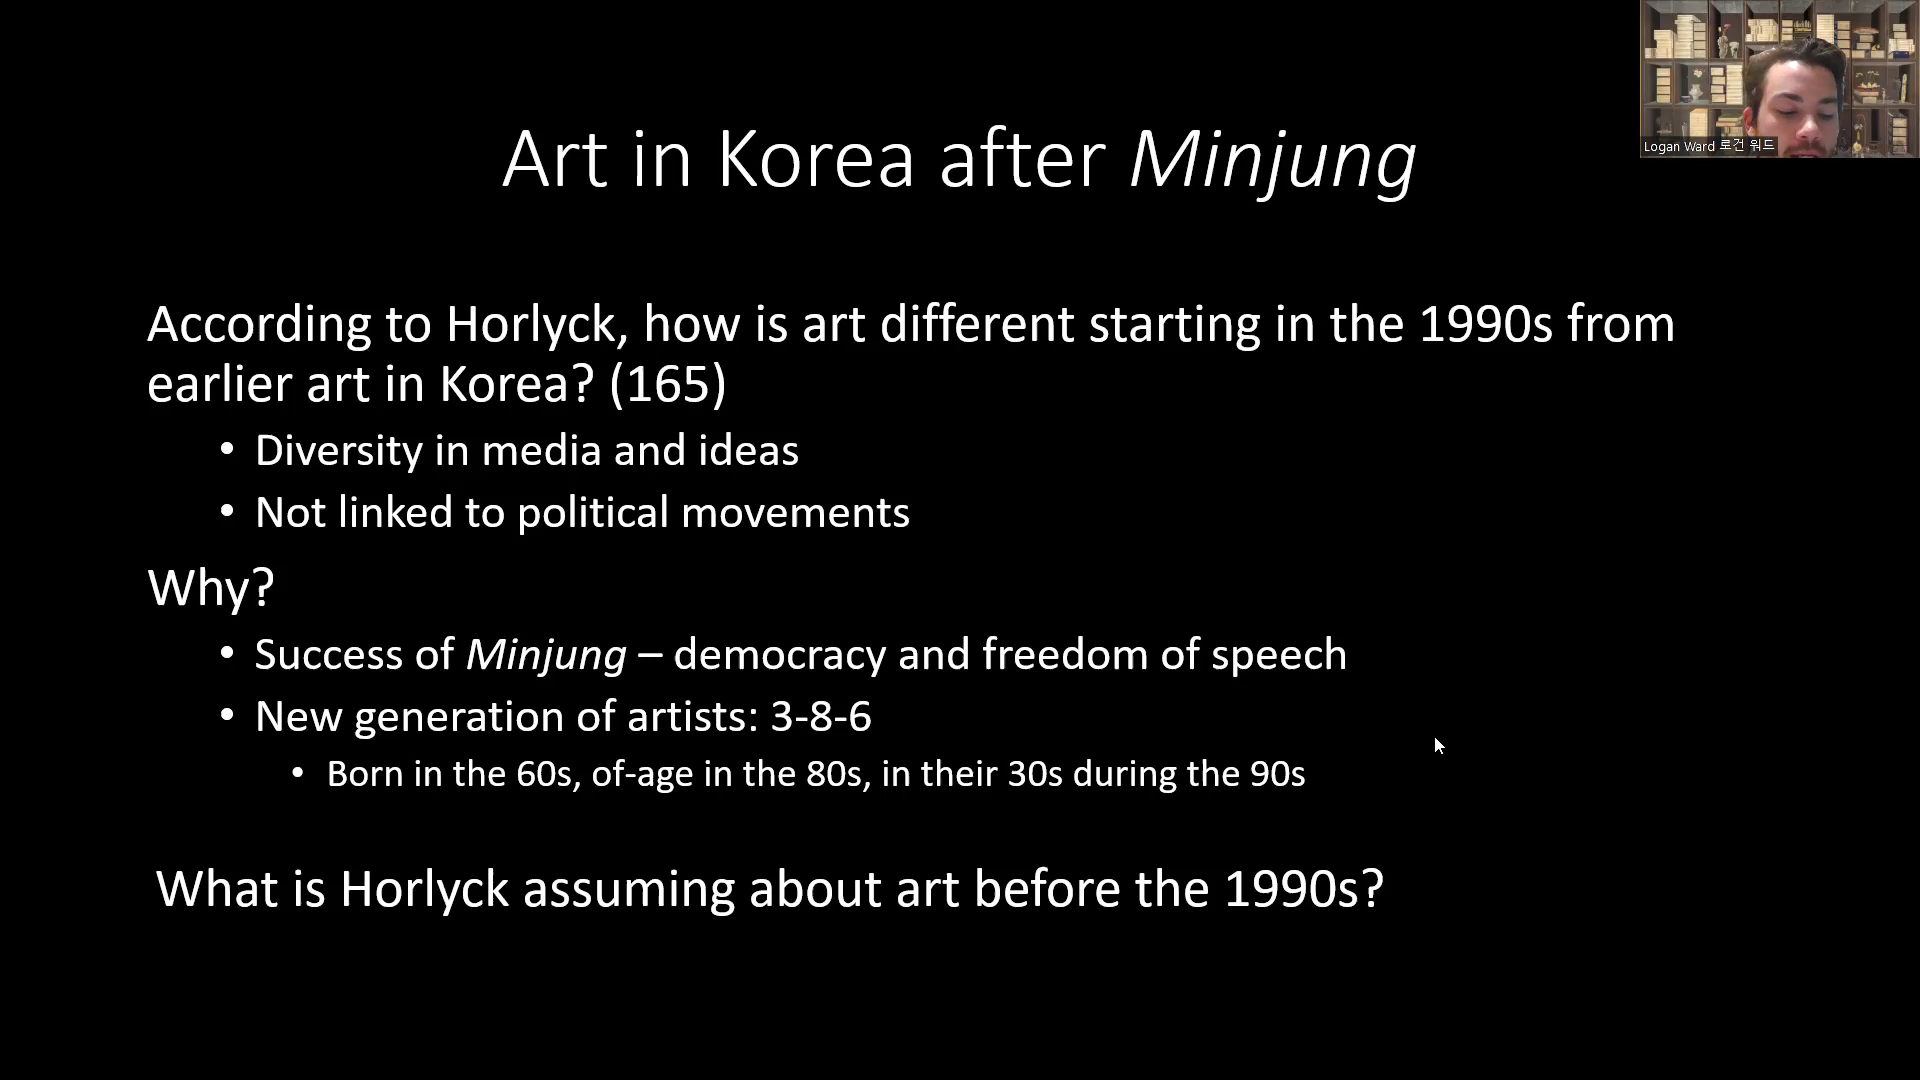 Art in Korea after Minjung
Logan Ward 로건 워드
According to Horlyck, how is art different starting in the 1990s from
earlier art in Korea? (165)
• Diversity in media and ideas
• Not linked to political movements
Why?
• Success of Minjung – democracy and freedom of speech
• New generation of artists: 3-8-6
• Born in the 60s, of-age in the 80s, in their 30s during the 90s
What is Horlyck assuming about art before the 1990s?